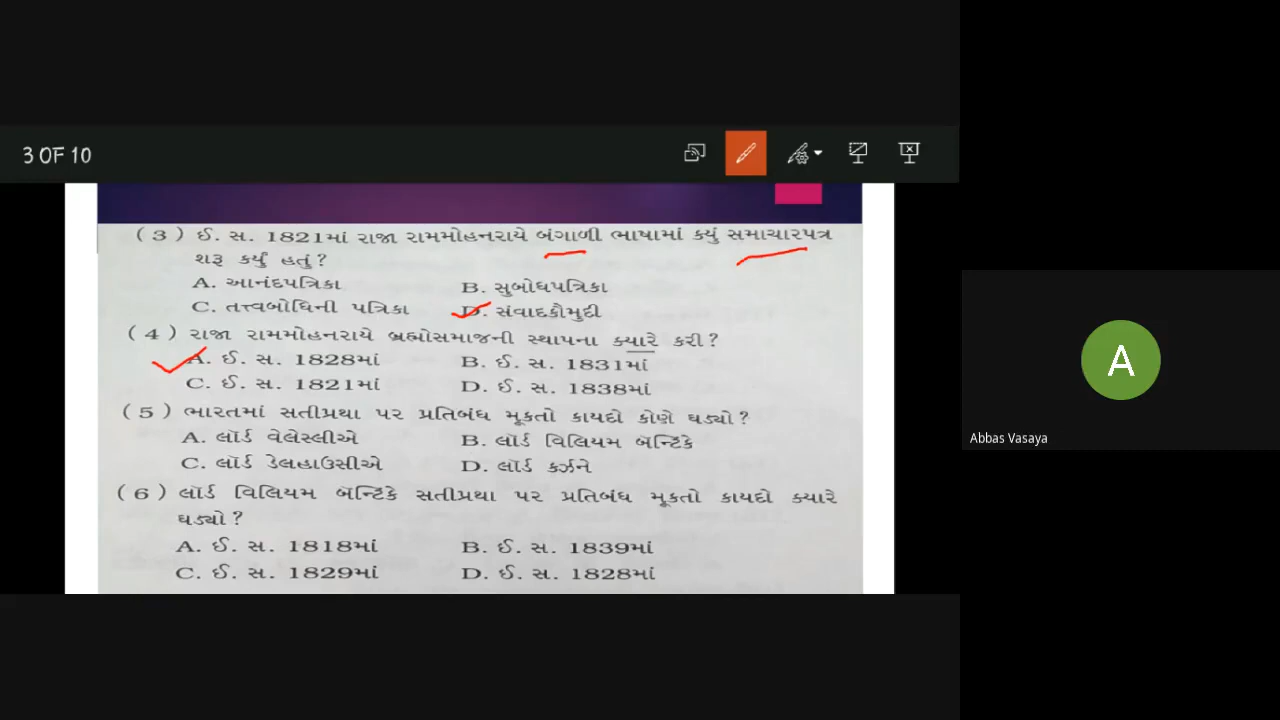 3 OF 10
( 3 ) ઈ. સ. 1821માં રાજા રામમોહનરાયે બંગાળી ભાષામાં કયું સમાચારપત્ર
શરૂ કર્યું હતું ?
A. આનંદપત્રિકા B. સુબોધપત્રિકા
C. તત્ત્વબોધિની પત્રિકા D. સંવાદકૌમુદી
( 4 ) રાજા રામમોહનરાયે બ્રહ્મોસમાજની સ્થાપના ક્યારે કરી ?
A. ઈ. સ. 1828માં B. ઈ. સ. 1831માં
C. ઈ. સ. 1821માં D. ઈ. સ. 1838માં
( 5 ) ભારતમાં સતીપ્રથા પર પ્રતિબંધ મૂકતો કાયદો કોણે ઘડ્યો ?
A. લૉર્ડ વેલેસ્લીએ B. લૉર્ડ વિલિયમ બૅન્ટિંકે
C. લૉર્ડ ડેલહાઉસીએ D. લૉર્ડ કર્ઝને
( 6 ) લૉર્ડ વિલિયમ બૅન્ટિંકે સતીપ્રથા પર પ્રતિબંધ મૂકતો કાયદો ક્યારે
ઘડ્યો ?
A. ઈ. સ. 1818માં B. ઈ. સ. 1839માં
C. ઈ. સ. 1829માં D. ઈ. સ. 1828માં
A
Abbas Vasaya